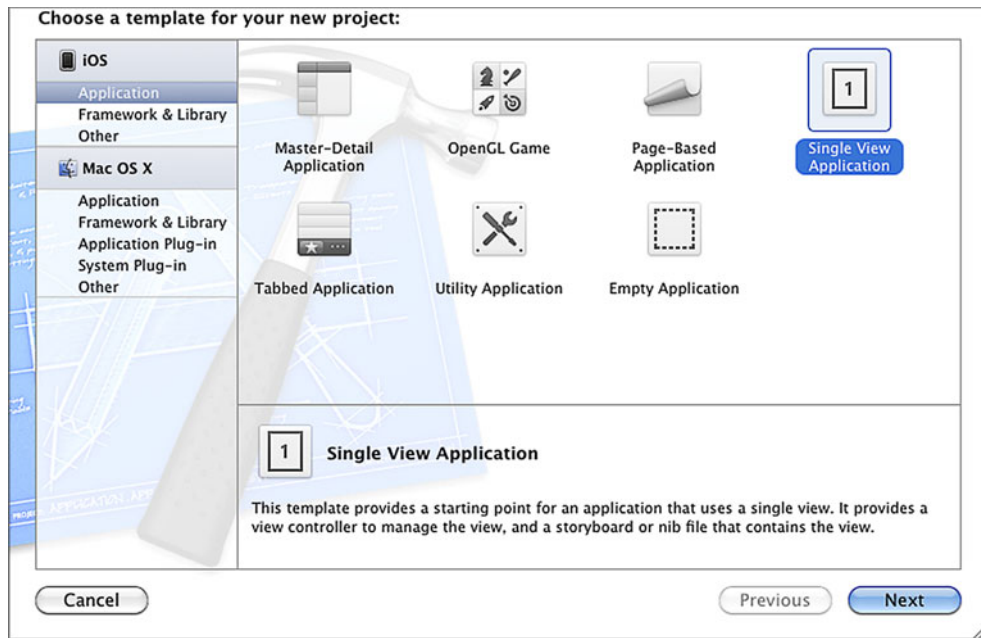 Choose a template for your new project:
iOS
Application
Framework & Library
Other
Mac OS X
Application
Framework & Library
Application Plug-in
System Plug-in
Other
Master-Detail
Application
OpenGL Game
Page-Based
Application
1
Single View
Application
Tabbed Application
Utility Application
Empty Application
1
Single View Application
This template provides a starting point for an application that uses a single view. It provides a
view controller to manage the view, and a storyboard or nib file that contains the view.
Cancel
Previous
Next